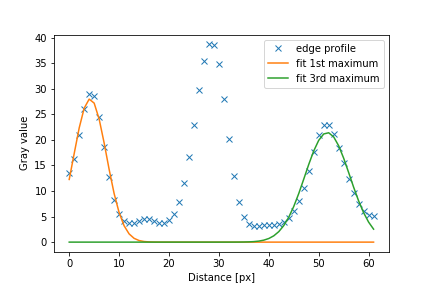 40
35
30
25
20
15
10
5
0
Gray value
edge profile
fit 1st maximum
fit 3rd maximum
0 10 20 30 40 50 60
Distance [px]